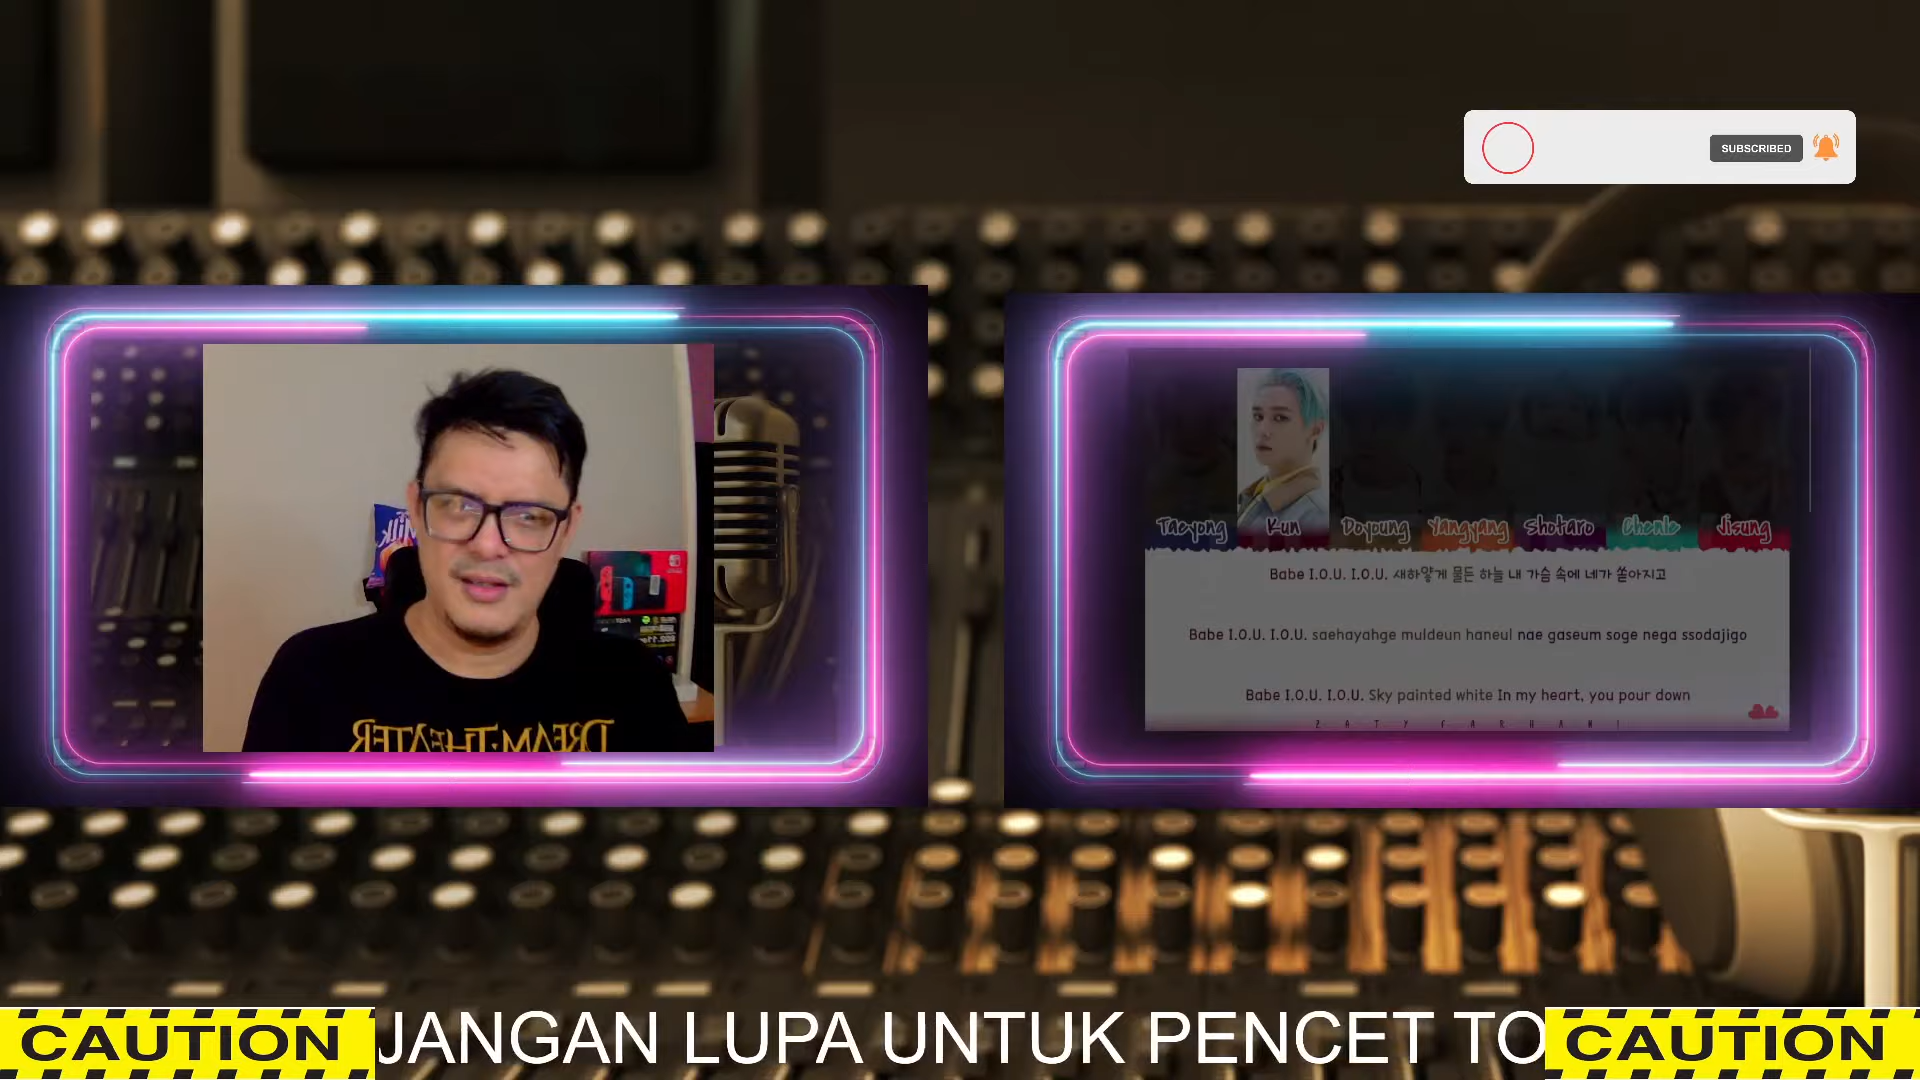 SUBSCRIBED
Milk
DREAM THEATER
Taeyong Kun Doyoung Yangyang Shotaro Chenle Jisung
Babe I.O.U. I.O.U. 새하얗게 물든 하늘 내 가슴 속에 네가 쏟아지고
Babe I.O.U. I.O.U. saehayahge muldeun haneul nae gaseum soge nega ssodajigo
Babe I.O.U. I.O.U. Sky painted white In my heart, you pour down
ZATYFARHANI
CAUTION JANGAN LUPA UNTUK PENCET TO CAUTION